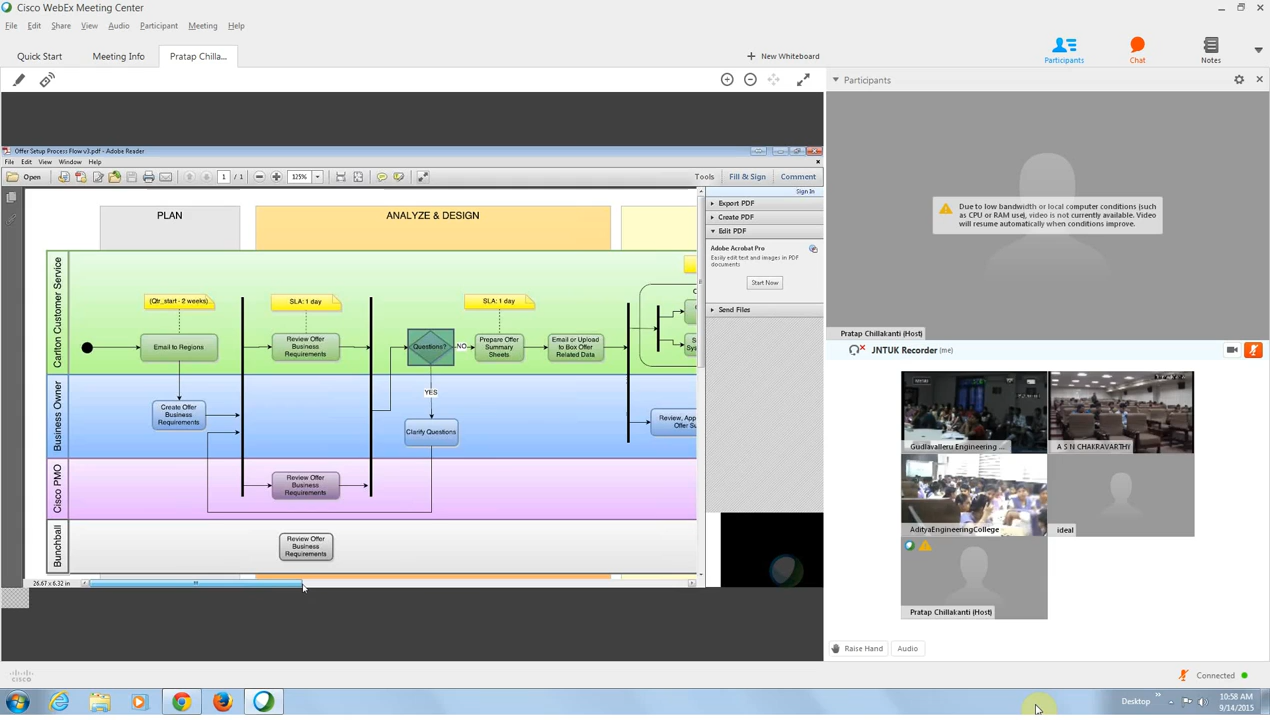 Cisco WebEx Meeting Center
File Edit Share View Audio Participant Meeting Help
Quick Start Meeting Info Pratap Chilla...
New Whiteboard
Participants Chat Notes
Participants
Offer Setup Process Flow v3.pdf - Adobe Reader
File Edit View Window Help
Open 1 / 1 125% Tools Fill & Sign Comment
Sign In
Export PDF
Create PDF
Edit PDF
Adobe Acrobat Pro
Easily edit text and images in PDF
documents
Start Now
Send Files
PLAN
ANALYZE & DESIGN
Carlton Customer Service
(Qtr_start - 2 weeks)
SLA: 1 day
SLA: 1 day
Email to Regions
Review Offer
Business
Requirements
Questions?
NO
Prepare Offer
Summary
Sheets
Email or Upload
to Box Offer
Related Data
YES
Business Owner
Create Offer
Business
Requirements
Clarify Questions
Review, App
Offer Su
Cisco PMO
Review Offer
Business
Requirements
Bunchball
Review Offer
Business
Requirements
26.67 x 6.32 in
Due to low bandwidth or local computer conditions (such
as CPU or RAM use), video is not currently available. Video
will resume automatically when conditions improve.
Pratap Chillakanti (Host)
JNTUK Recorder (me)
Gudlavalleru Engineering ...
A S N CHAKRAVARTHY
AdityaEngineeringCollege
ideal
Pratap Chillakanti (Host)
Raise Hand Audio
Connected
Desktop
10:58 AM
9/14/2015